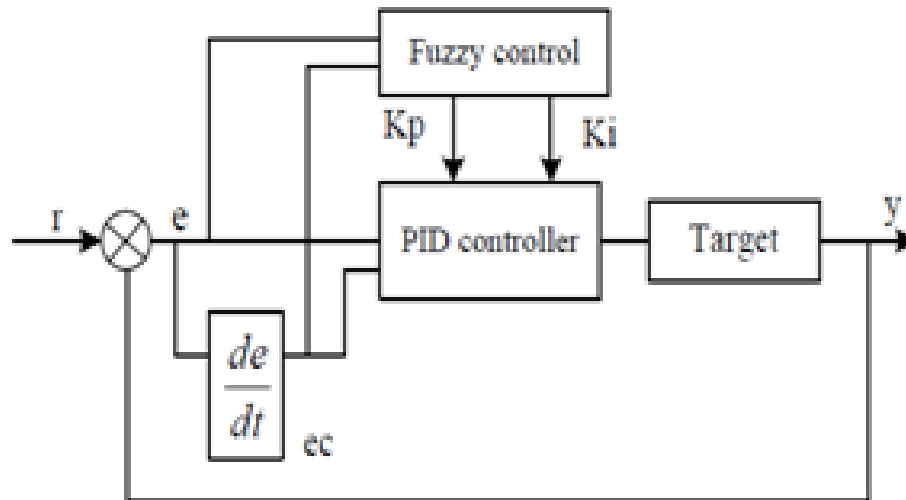 Fuzzy control
Kp
Ki
r
e
PID controller
Target
y
de
dt
ec